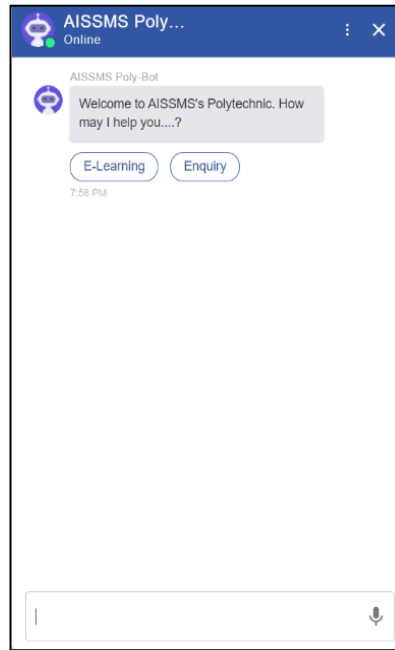 AISSMS Poly...
Online
AISSMS Poly-Bot
Welcome to AISSMS's Polytechnic. How
may I help you....?
E-Learning Enquiry
7:58 PM